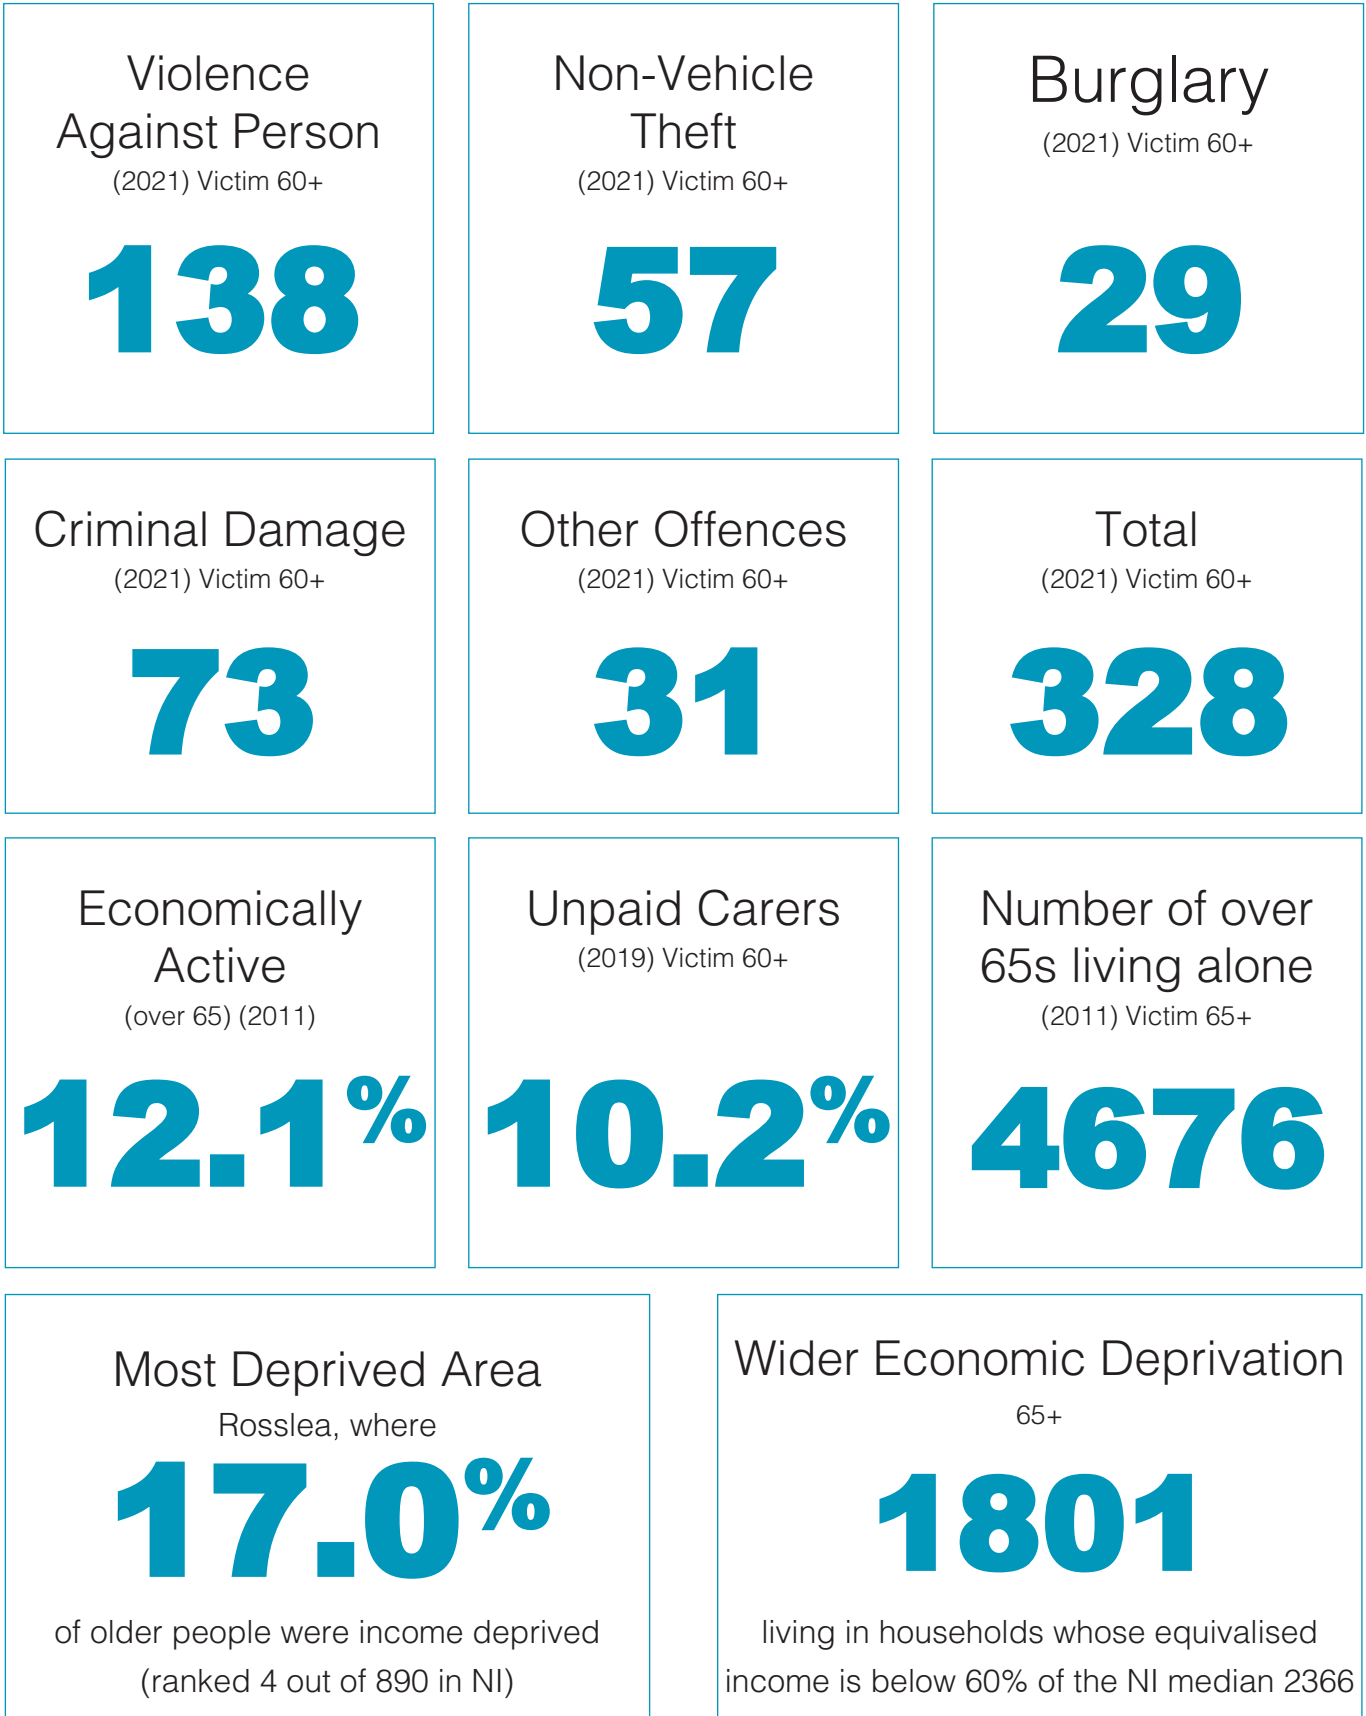 Violence
Against Person
(2021) Victim 60+
138
Non-Vehicle
Theft
(2021) Victim 60+
57
Burglary
(2021) Victim 60+
29
Criminal Damage
(2021) Victim 60+
73
Other Offences
(2021) Victim 60+
31
Total
(2021) Victim 60+
328
Economically
Active
(over 65) (2011)
12.1%
Unpaid Carers
(2019) Victim 60+
10.2%
Number of over
65s living alone
(2011) Victim 65+
4676
Most Deprived Area
Rosslea, where
17.0%
of older people were income deprived
(ranked 4 out of 890 in NI)
Wider Economic Deprivation
65+
1801
living in households whose equivalised
income is below 60% of the NI median 2366